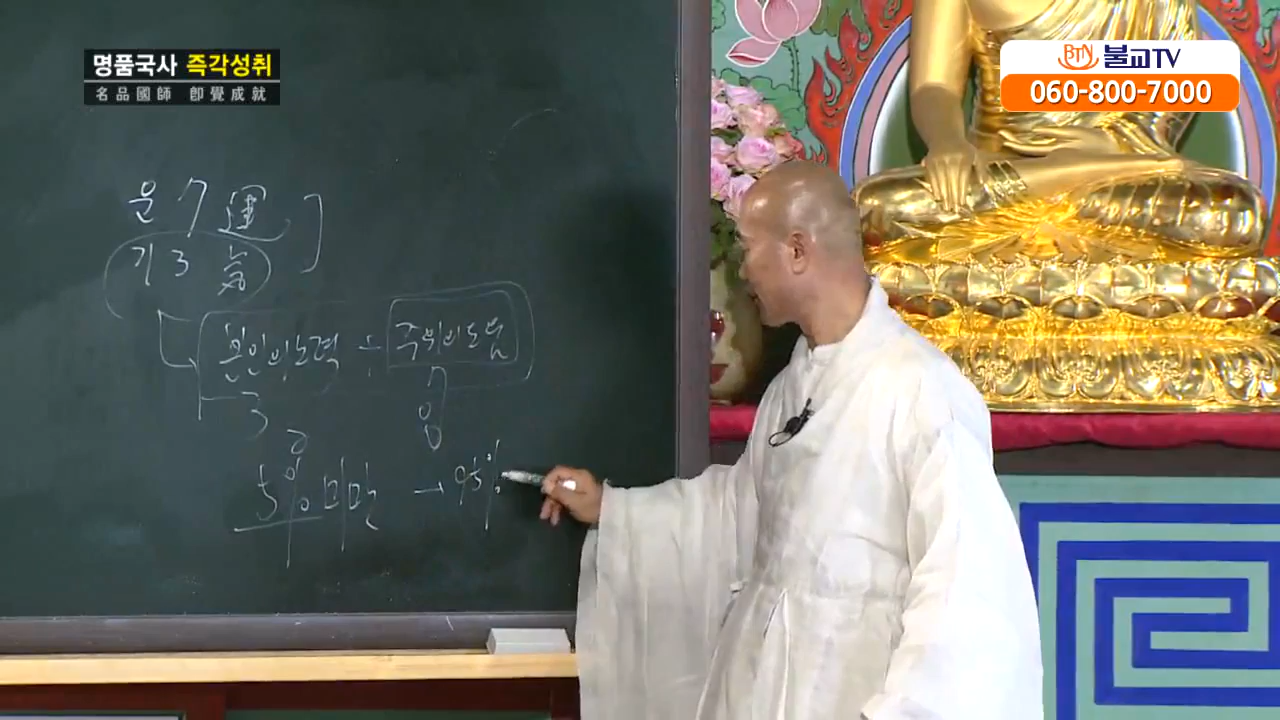 명품국사 즉각성취
名品國師 卽覺成就
BTN 불교TV
060-800-7000
운 7 運
기 3 氣
본인의노력 + 주위의도움
3 7
5% 미만 → 95%